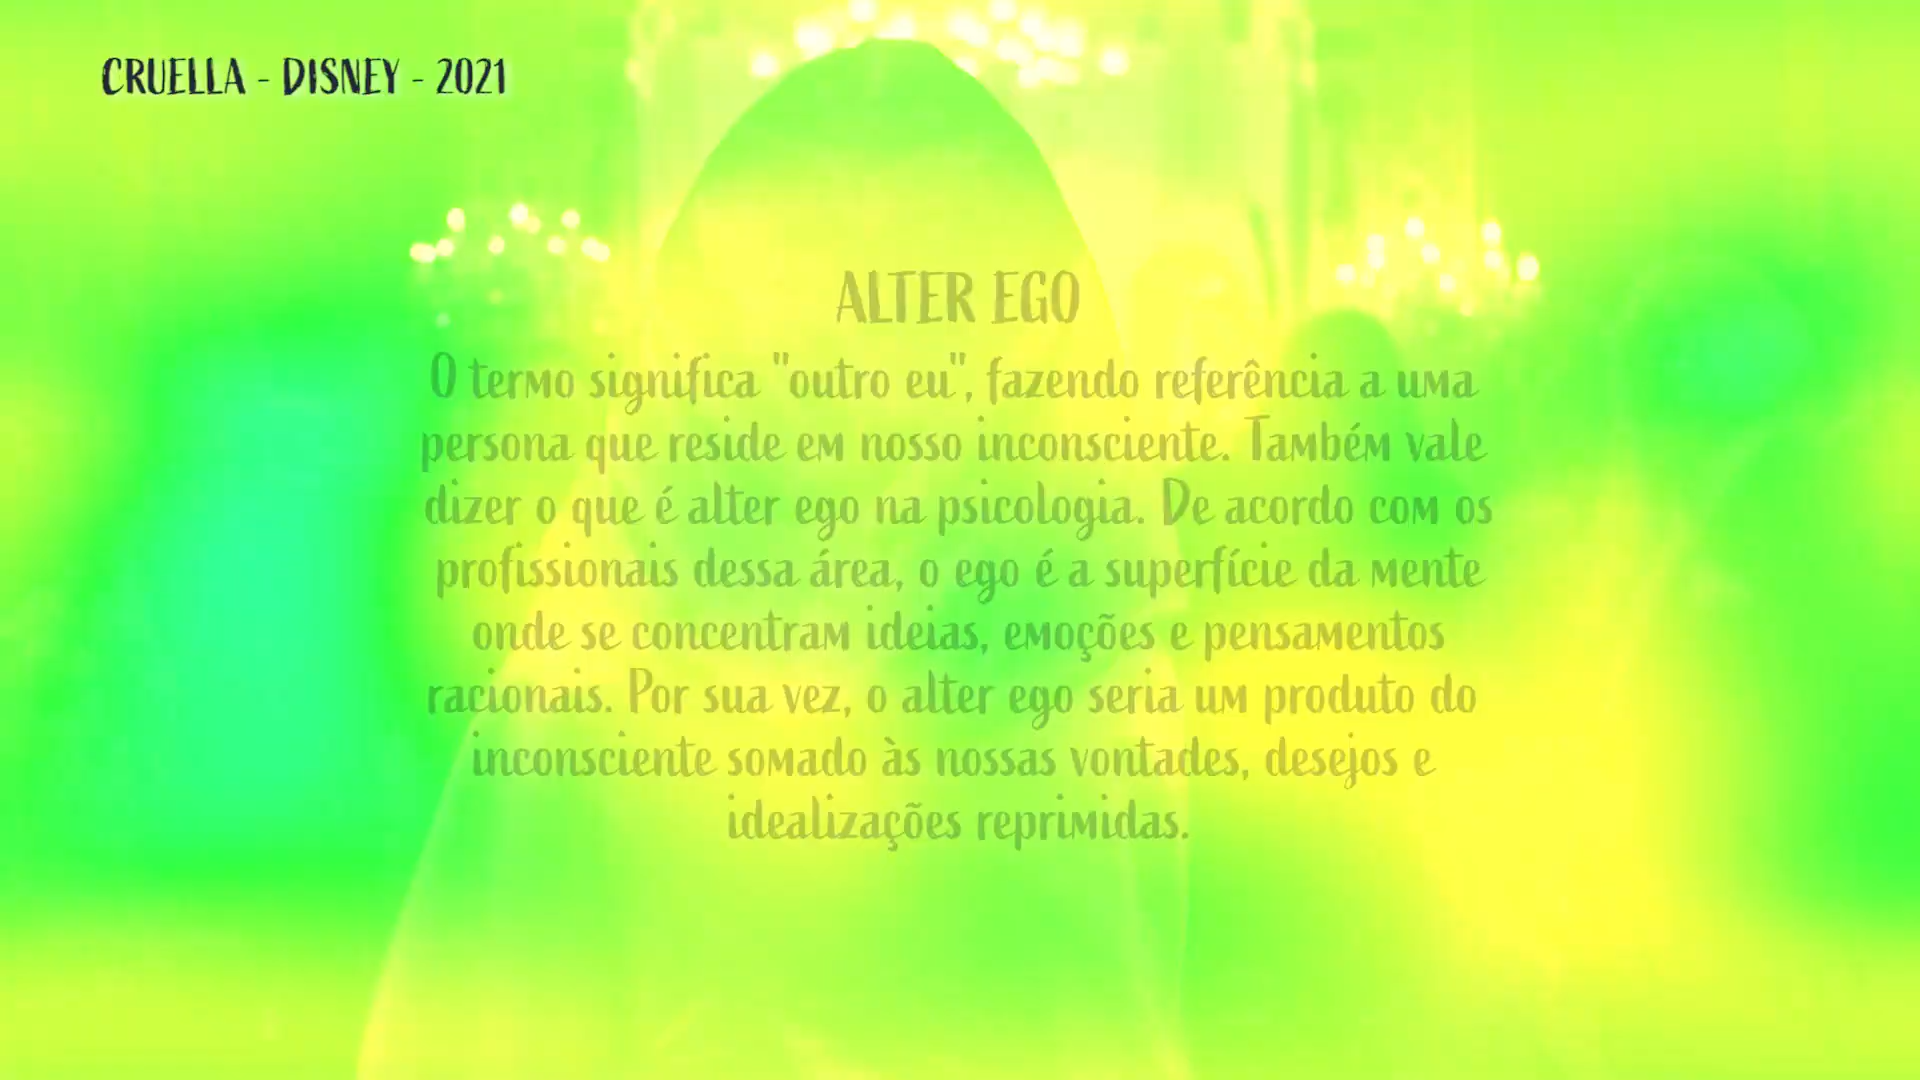 CRUELLA - DISNEY - 2021
ALTER EGO
O termo significa "outro eu", fazendo referência a uma
persona que reside em nosso inconsciente. Também vale
dizer o que é alter ego na psicologia. De acordo com os
profissionais dessa área, o ego é a superfície da mente
onde se concentram ideias, emoções e pensamentos
racionais. Por sua vez, o alter ego seria um produto do
inconsciente somado às nossas vontades, desejos e
idealizações reprimidas.